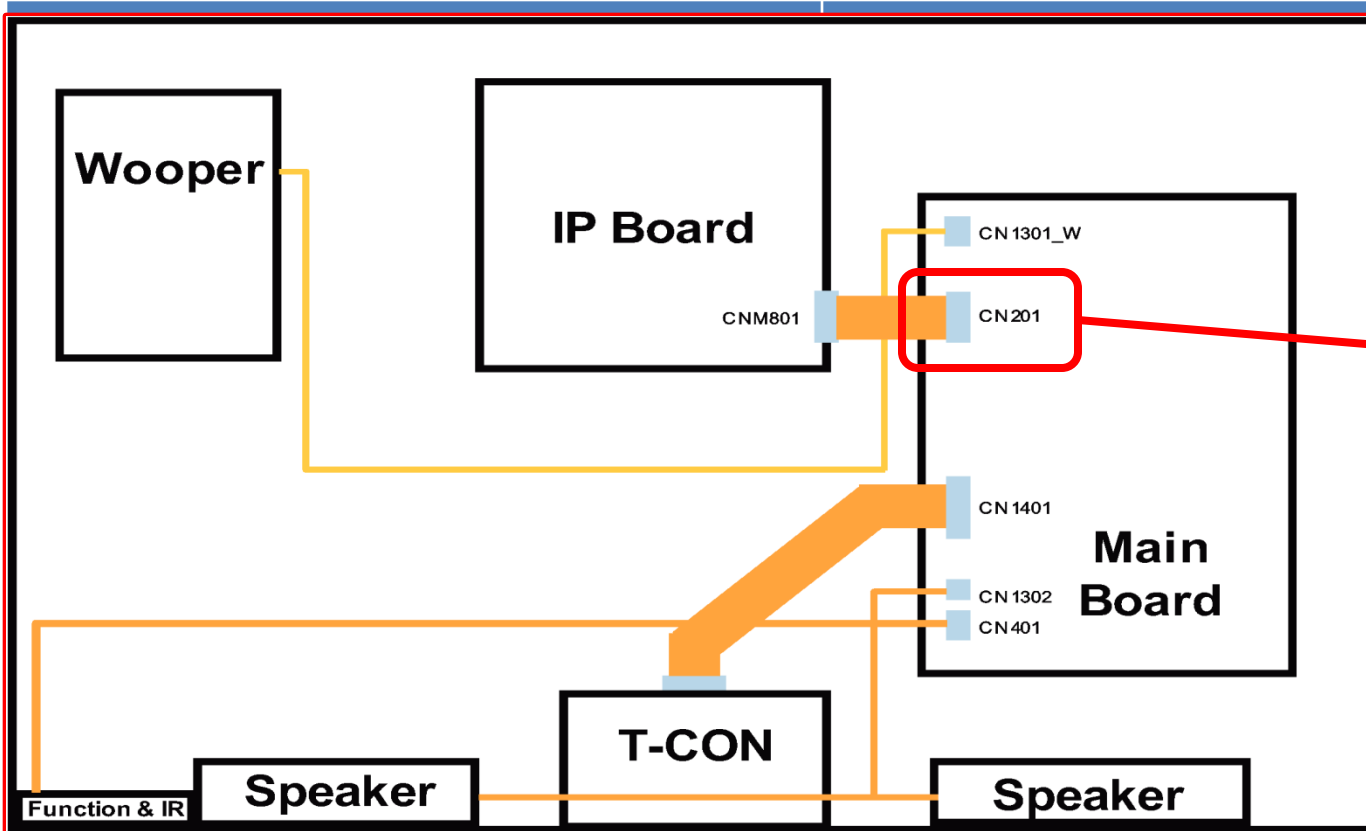 Wooper
IP Board
CN1301_W
CNM801
CN201
CN1401
Main
Board
CN1302
CN401
T-CON
Speaker
Speaker
Function & IR